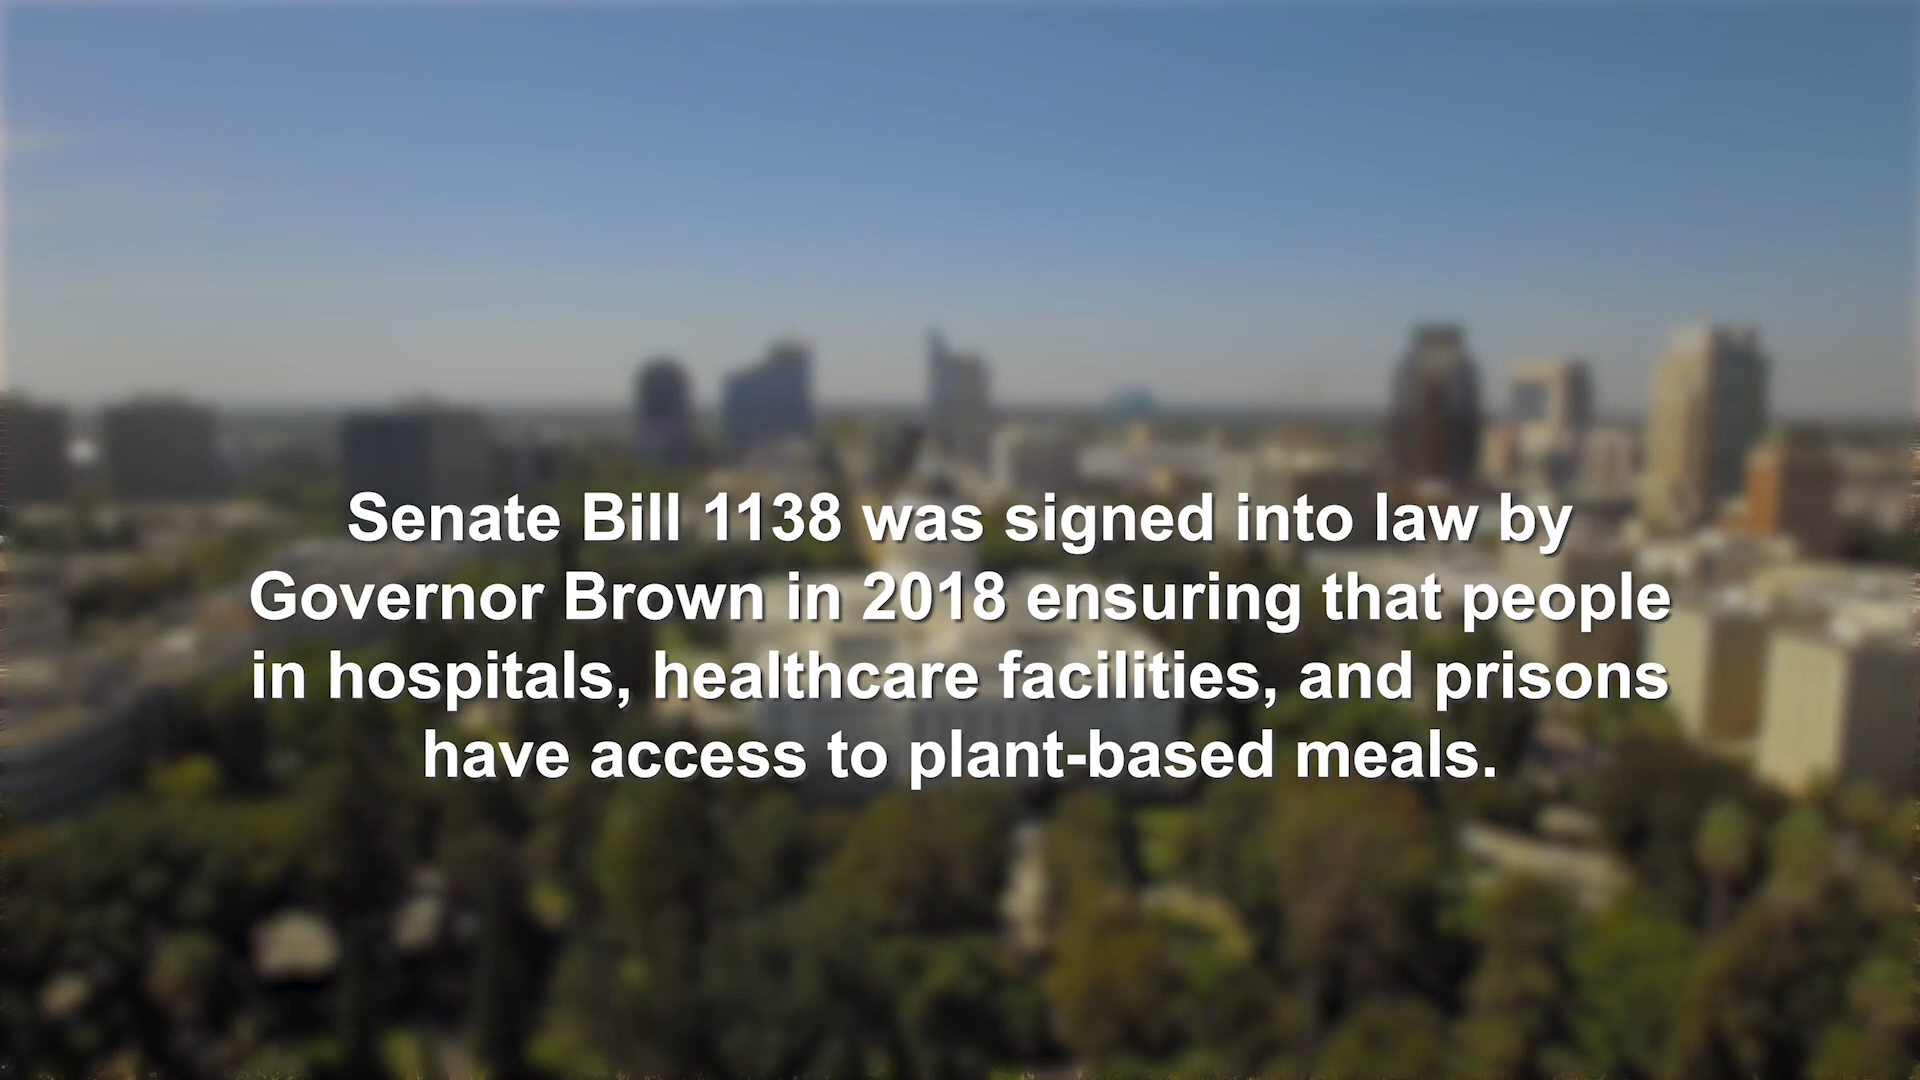 Senate Bill 1138 was signed into law by
Governor Brown in 2018 ensuring that people
in hospitals, healthcare facilities, and prisons
have access to plant-based meals.